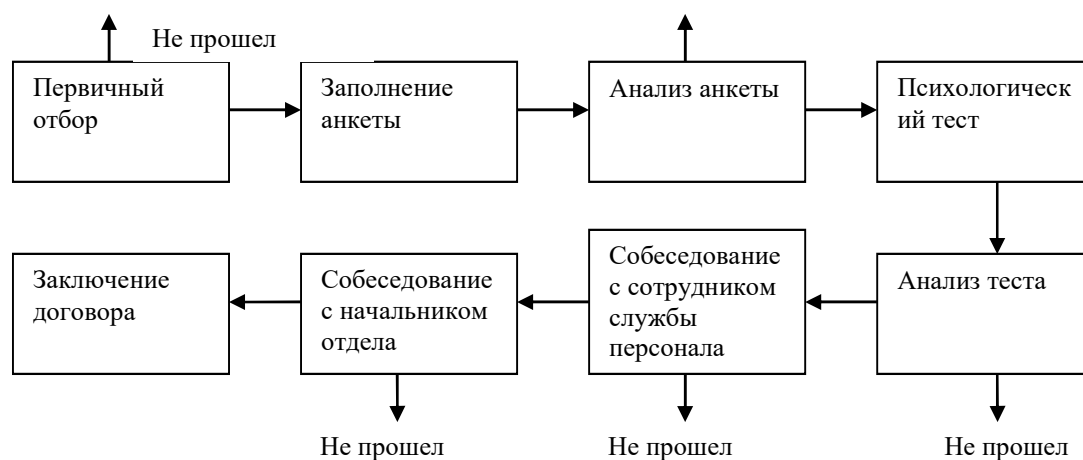 Не прошел
Первичный
отбор
Заполнение
анкеты
Анализ анкеты
Психологическ
ий тест
Заключение
договора
Собеседование
с начальником
отдела
Собеседование
с сотрудником
службы
персонала
Анализ теста
Не прошел
Не прошел
Не прошел